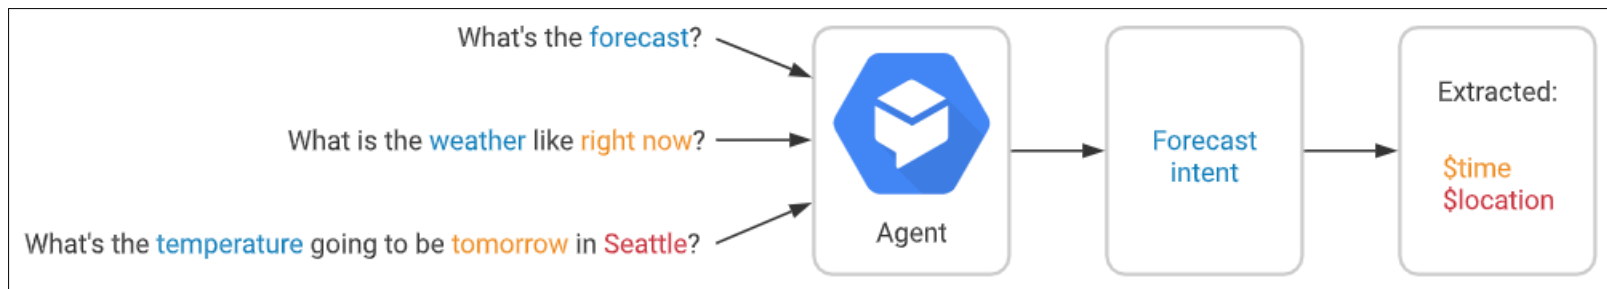 What's the forecast?
What is the weather like right now?
What's the temperature going to be tomorrow in Seattle?
Agent
Forecast
intent
Extracted:
$time
$location